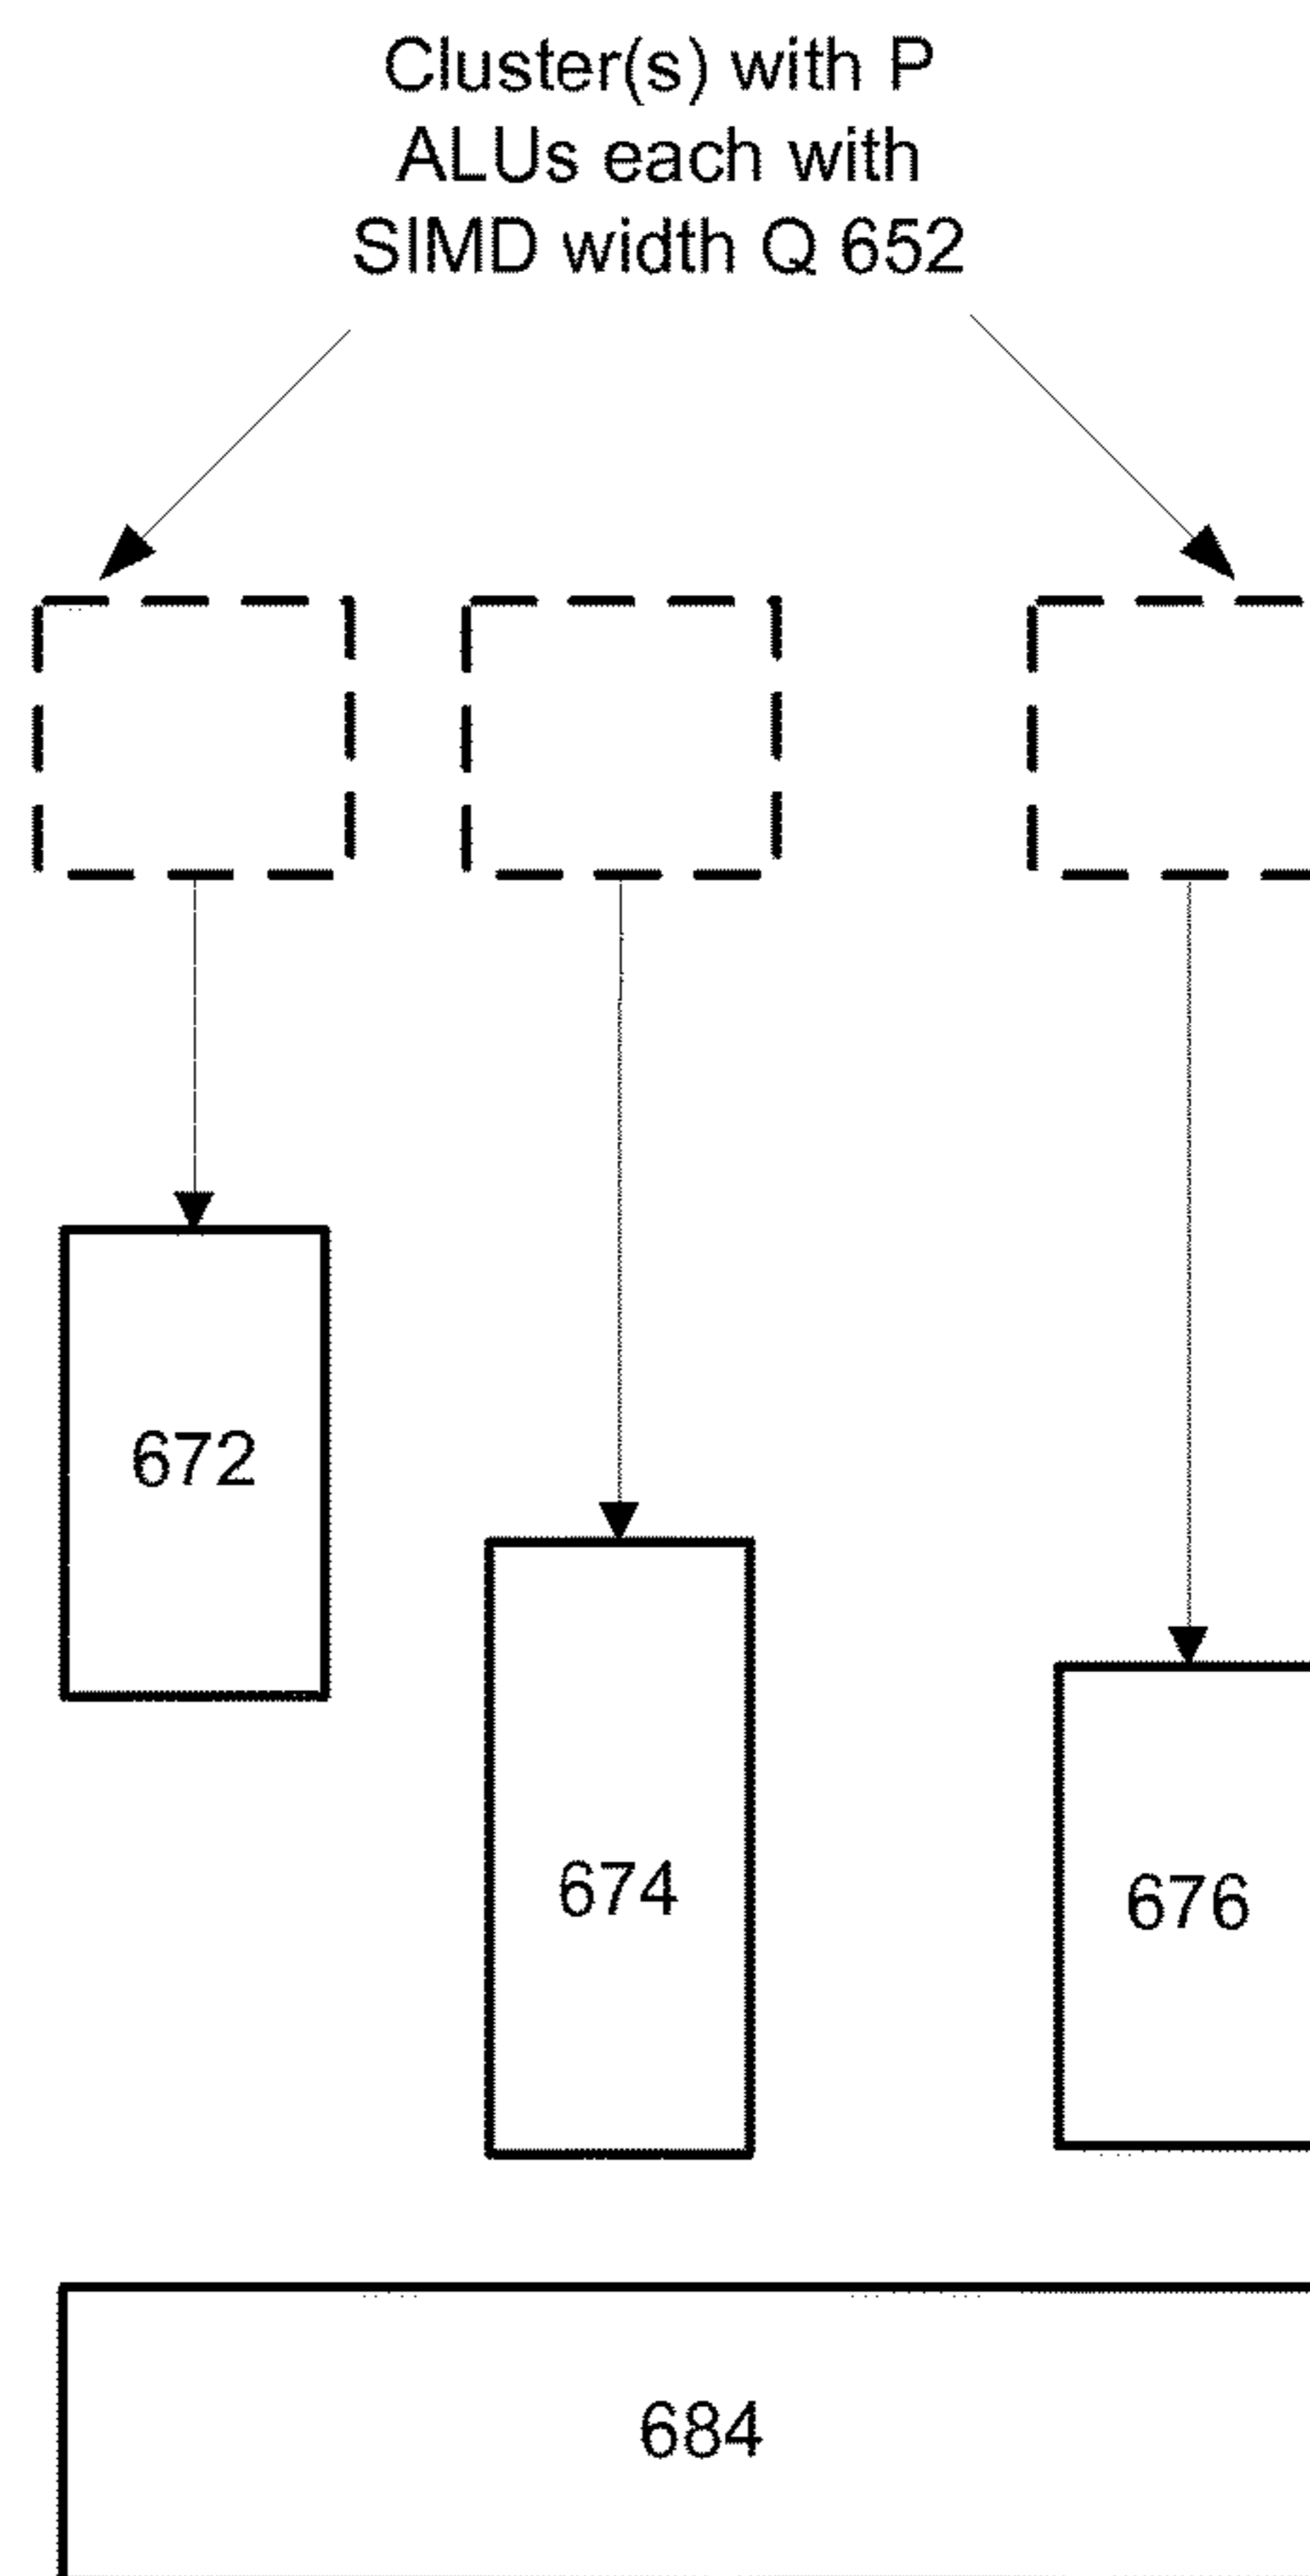 Cluster(s) with P
ALUs each with
SIMD width Q 652
672
674
676
684